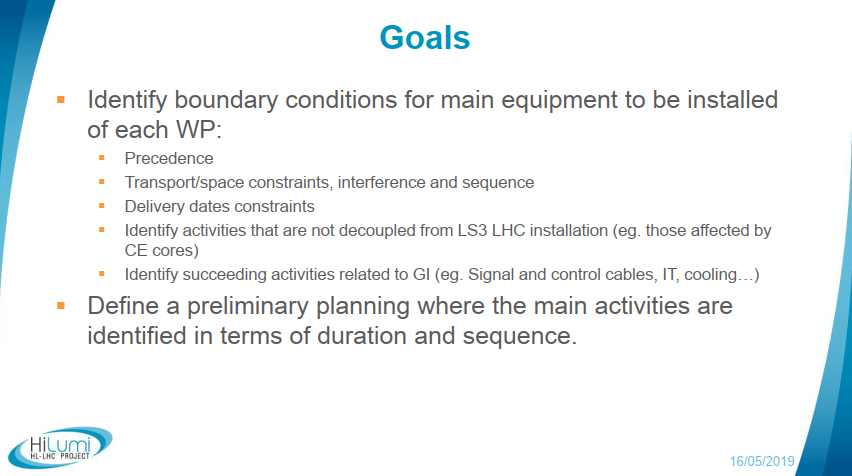 Goals
Identify boundary conditions for main equipment to be installed
of each WP:
Precedence
Transport/space constraints, interference and sequence
Delivery dates constraints
Identify activities that are not decoupled from LS3 LHC installation (eg. those affected by
CE cores)
Identify succeeding activities related to GI (eg. Signal and control cables, IT, cooling…)
Define a preliminary planning where the main activities are
identified in terms of duration and sequence.
HiLumi
HL-LHC PROJECT
16/05/2019